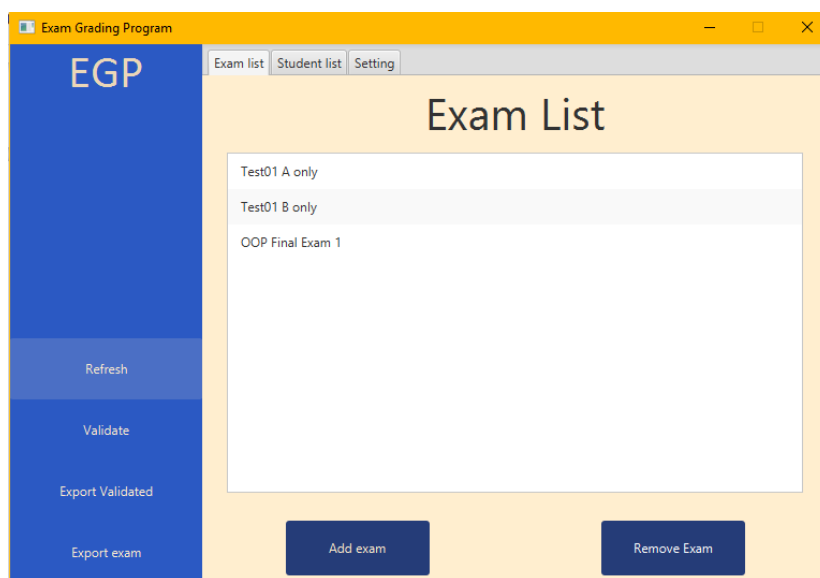 Exam Grading Program
EGP
Exam list Student list Setting
Exam List
Test01 A only
Test01 B only
OOP Final Exam 1
Refresh
Validate
Export Validated
Export exam
Add exam Remove Exam